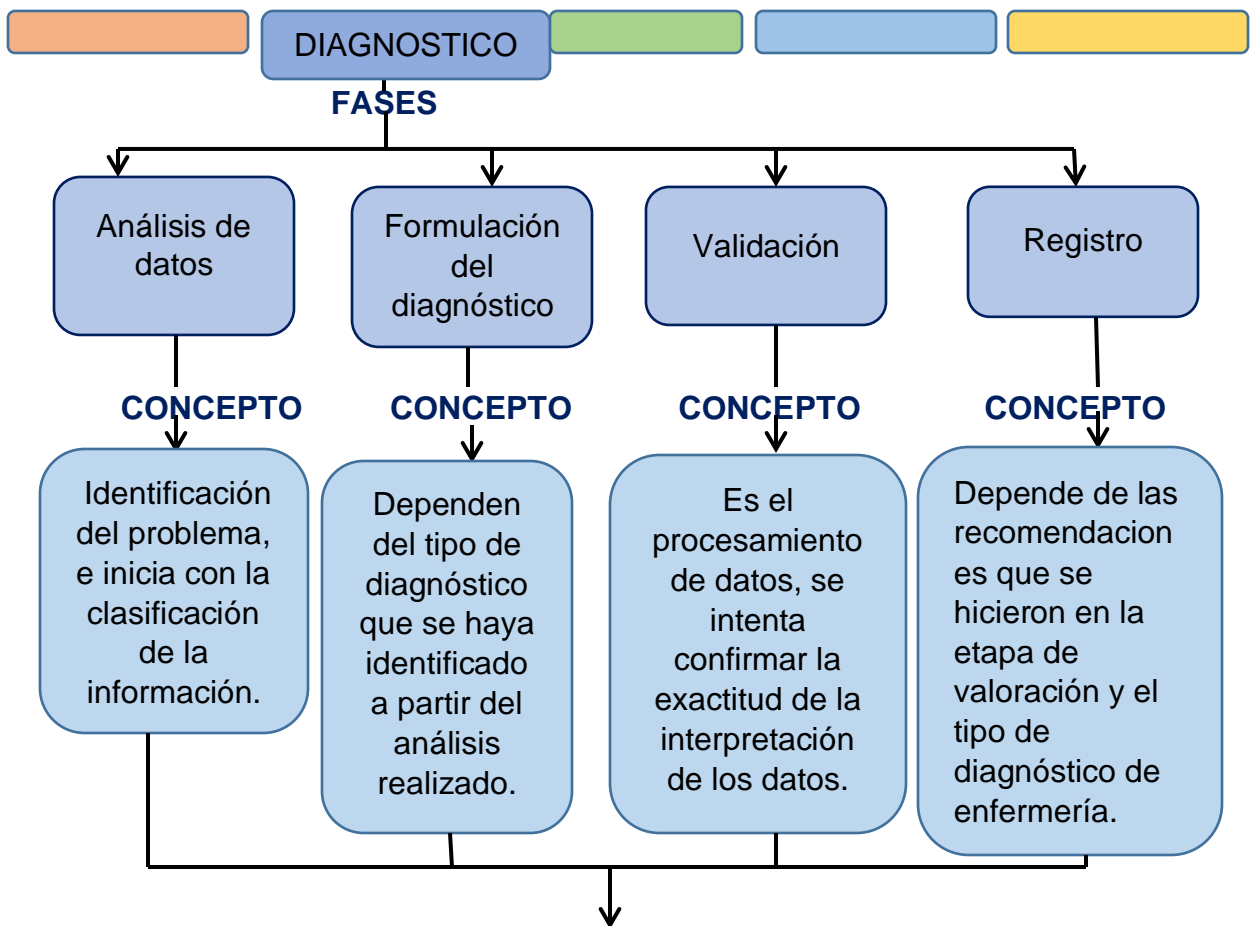 DIAGNOSTICO
FASES
Análisis de
datos
Formulación
del
diagnóstico
Validación
Registro
CONCEPTO
CONCEPTO
CONCEPTO
CONCEPTO
Identificación
del problema,
e inicia con la
clasificación
de la
información.
Dependen
del tipo de
diagnóstico
que se haya
identificado
a partir del
análisis
realizado.
Es el
procesamiento
de datos, se
intenta
confirmar la
exactitud de la
interpretación
de los datos.
Depende de las
recomendacion
es que se
hicieron en la
etapa de
valoración y el
tipo de
diagnóstico de
enfermería.